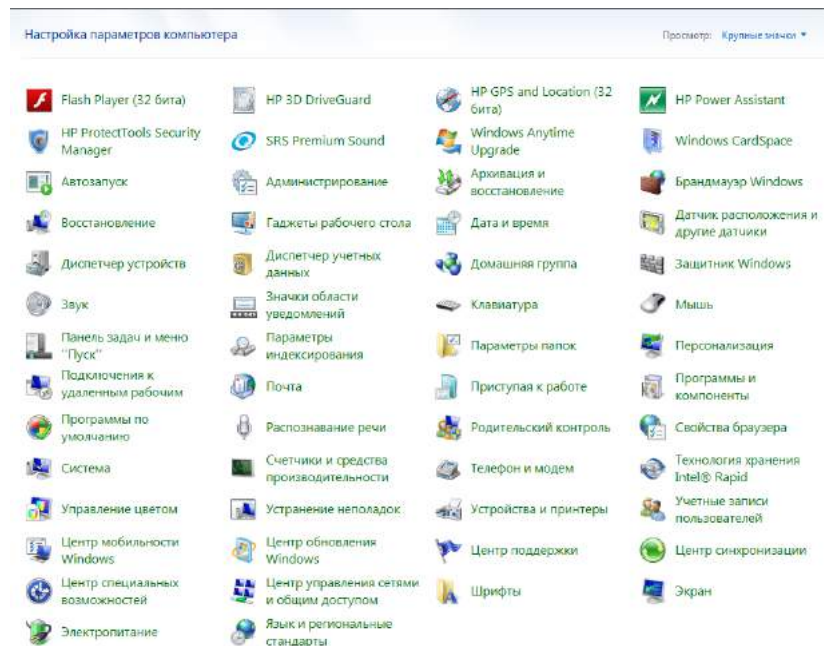 Настройка параметров компьютера
Просмотр: Крупные значки
Flash Player (32 бита)
HP 3D DriveGuard
HP GPS and Location (32
бита)
HP Power Assistant
HP ProtectTools Security
Manager
SRS Premium Sound
Windows Anytime
Upgrade
Windows CardSpace
Автозапуск
Администрирование
Архивация и
восстановление
Брандмауэр Windows
Восстановление
Гаджеты рабочего стола
Дата и время
Датчик расположения и
другие датчики
Диспетчер устройств
Диспетчер учетных
данных
Домашняя группа
Защитник Windows
Звук
Значки области
уведомлений
Клавиатура
Мышь
Панель задач и меню
"Пуск"
Параметры
индексирования
Параметры папок
Персонализация
Подключения к
удаленным рабочим
Почта
Приступая к работе
Программы и
компоненты
Программы по
умолчанию
Распознавание речи
Родительский контроль
Свойства браузера
Система
Счетчики и средства
производительности
Телефон и модем
Технология хранения
Intel® Rapid
Управление цветом
Устранение неполадок
Устройства и принтеры
Учетные записи
пользователей
Центр мобильности
Windows
Центр обновления
Windows
Центр поддержки
Центр синхронизации
Центр специальных
возможностей
Центр управления сетями
и общим доступом
Шрифты
Экран
Электропитание
Язык и региональные
стандарты